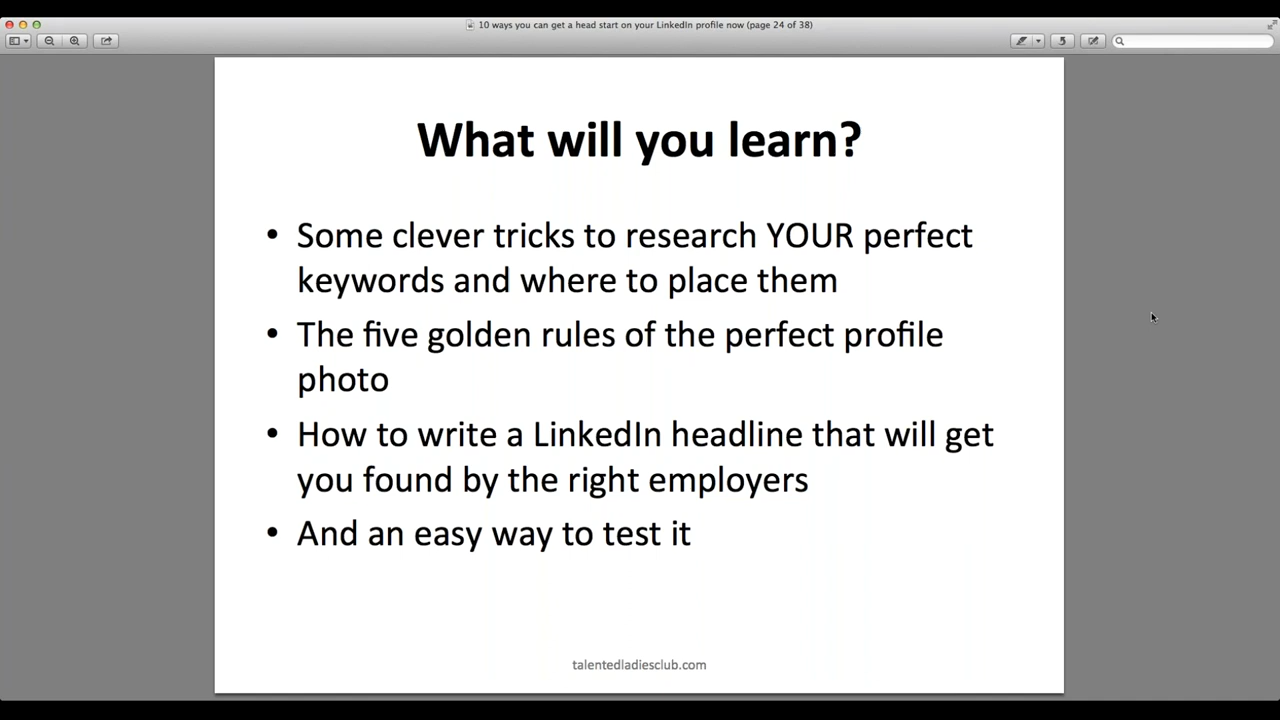 10 ways you can get a head start on your LinkedIn profile now (page 24 of 38)
What will you learn?
• Some clever tricks to research YOUR perfect
keywords and where to place them
• The five golden rules of the perfect profile
photo
• How to write a LinkedIn headline that will get
you found by the right employers
• And an easy way to test it
talentedladiesclub.com